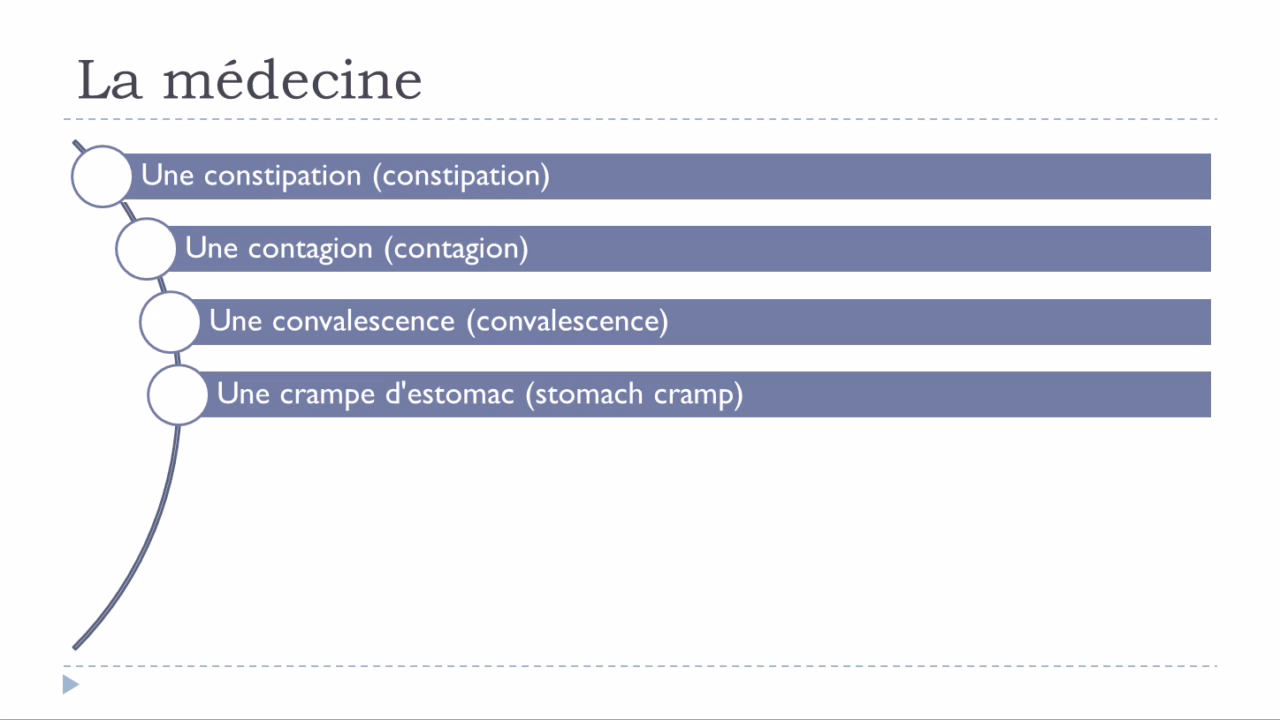 La médecine
Une constipation (constipation)
Une contagion (contagion)
Une convalescence (convalescence)
Une crampe d'estomac (stomach cramp)